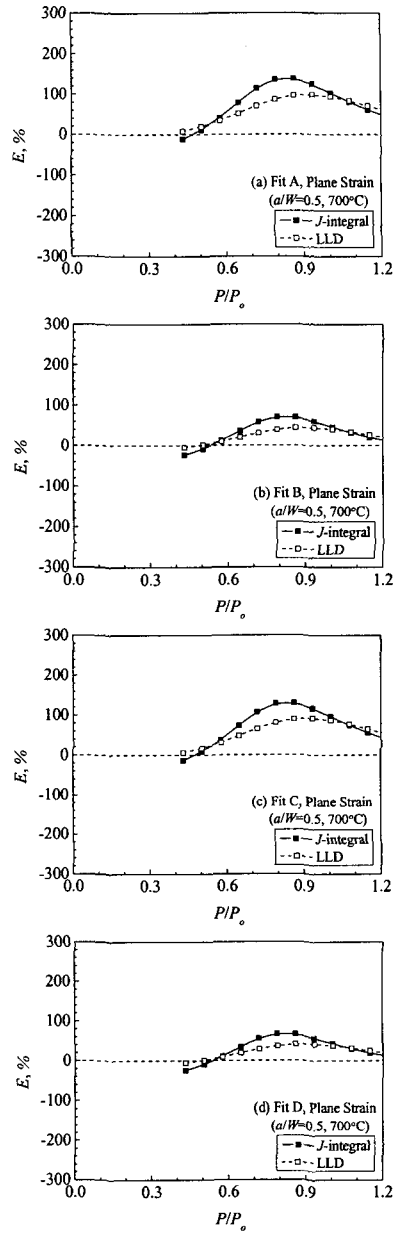 300
200
100
0
-100
-200
-300
E, %
(a) Fit A, Plane Strain
(a/W=0.5, 700°C)
J-integral
LLD
0.0 0.3 0.6 0.9 1.2
P/Po
300
200
100
0
-100
-200
-300
E, %
(b) Fit B, Plane Strain
(a/W=0.5, 700°C)
J-integral
LLD
0.0 0.3 0.6 0.9 1.2
P/Po
300
200
100
0
-100
-200
-300
E, %
(c) Fit C, Plane Strain
(a/W=0.5, 700°C)
J-integral
LLD
0.0 0.3 0.6 0.9 1.2
P/Po
300
200
100
0
-100
-200
-300
E, %
(d) Fit D, Plane Strain
(a/W=0.5, 700°C)
J-integral
LLD
0.0 0.3 0.6 0.9 1.2
P/Po